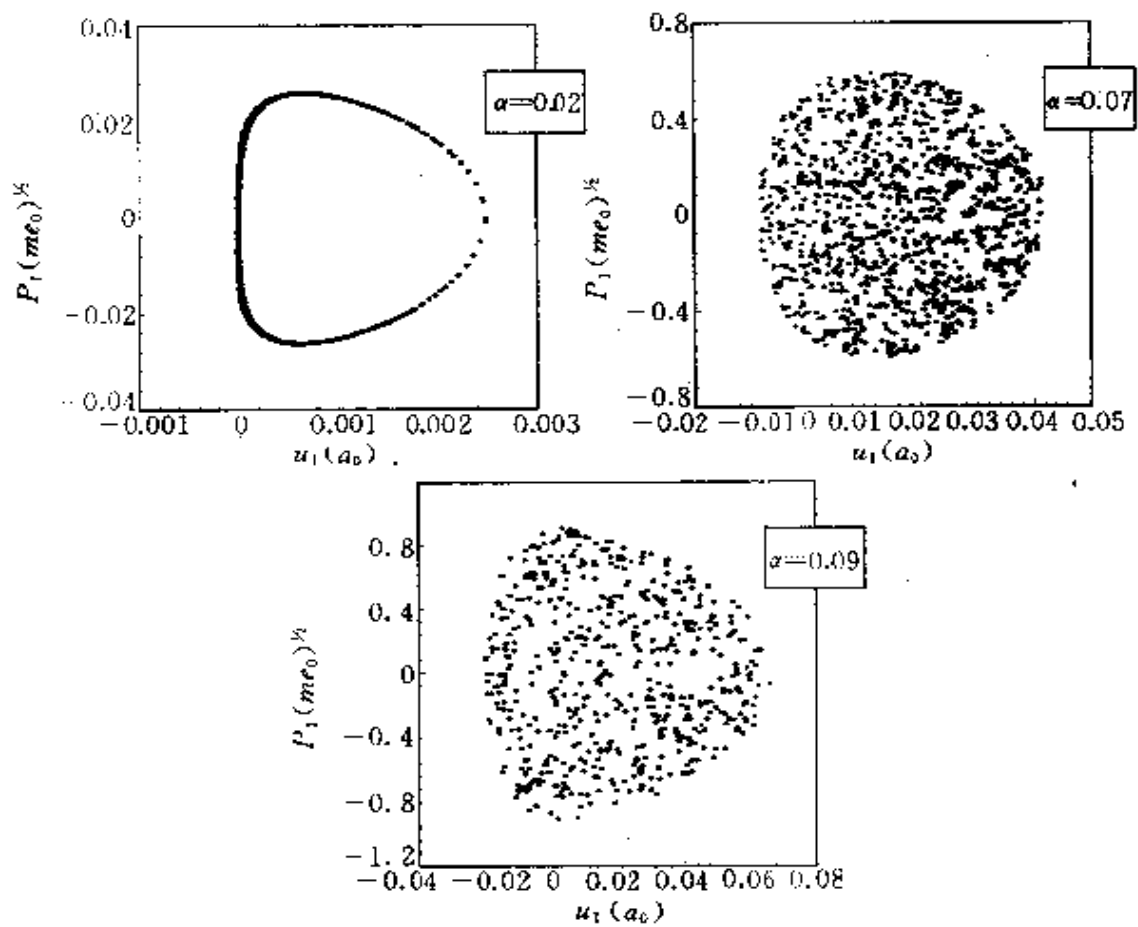 0.04
0.02
0
−0.02
−0.04
P₁(me₀)^½
α=0.02
−0.001 0 0.001 0.002 0.003
u₁(a₀)
0.8
0.4
0
−0.4
−0.8
P₁(me₀)^½
α=0.07
−0.02 −0.01 0 0.01 0.02 0.03 0.04 0.05
u₁(a₀)
0.8
0.4
0
−0.4
−0.8
−1.2
P₁(me₀)^½
α=0.09
−0.04 −0.02 0 0.02 0.04 0.06 0.08
u₁(a₀)